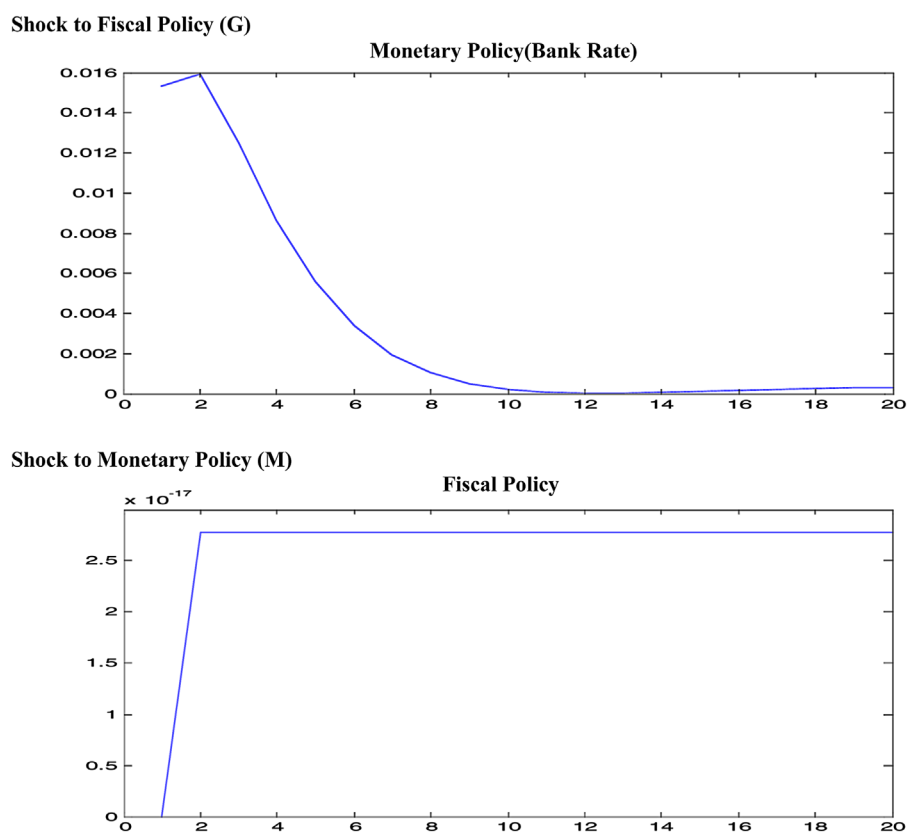 Shock to Fiscal Policy (G)
Monetary Policy(Bank Rate)
0.016
0.014
0.012
0.01
0.008
0.006
0.004
0.002
0
0 2 4 6 8 10 12 14 16 18 20
Shock to Monetary Policy (M)
Fiscal Policy
x 10-17
2.5
2
1.5
1
0.5
0
0 2 4 6 8 10 12 14 16 18 20